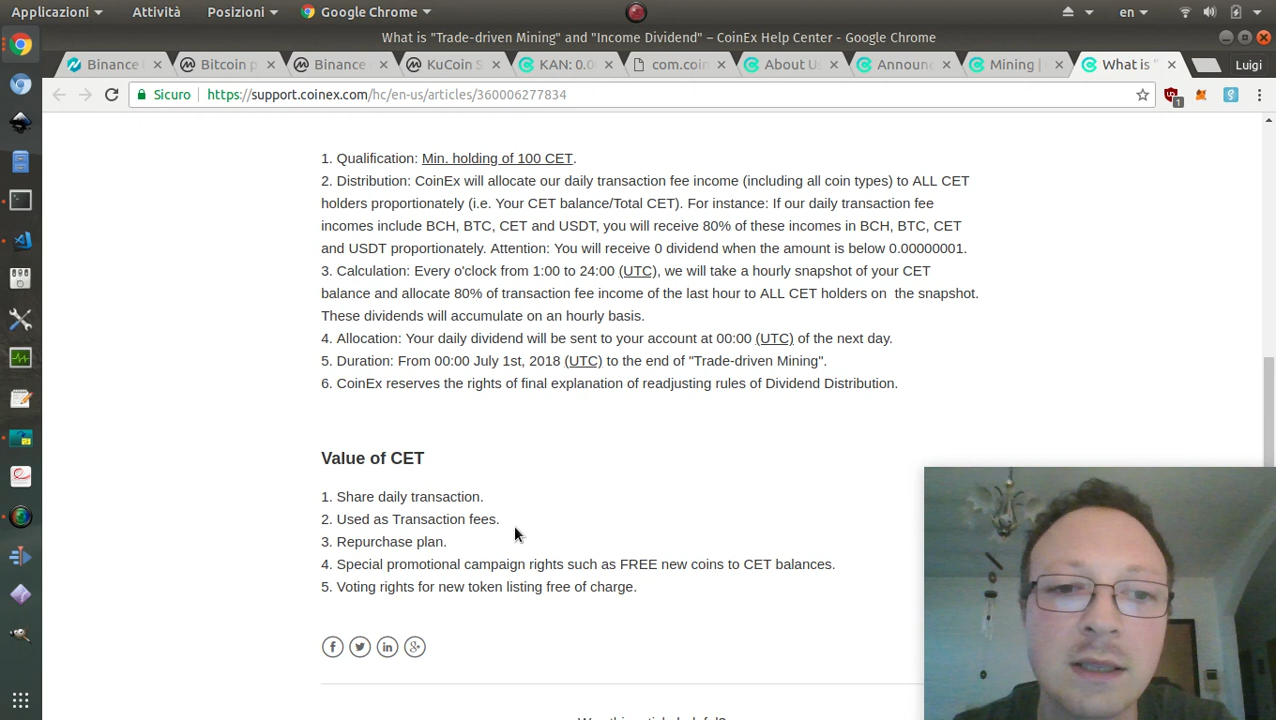 Applicazioni
Attività
Posizioni
Google Chrome
en
What is "Trade-driven Mining" and "Income Dividend" – CoinEx Help Center - Google Chrome
Binance
Bitcoin p
Binance
KuCoin S
KAN: 0.0
com.coin
About Us
Announc
Mining |
What is "
Luigi
Sicuro
https://support.coinex.com/hc/en-us/articles/360006277834
1
1. Qualification: Min. holding of 100 CET.
2. Distribution: CoinEx will allocate our daily transaction fee income (including all coin types) to ALL CET
holders proportionately (i.e. Your CET balance/Total CET). For instance: If our daily transaction fee
incomes include BCH, BTC, CET and USDT, you will receive 80% of these incomes in BCH, BTC, CET
and USDT proportionately. Attention: You will receive 0 dividend when the amount is below 0.00000001.
3. Calculation: Every o'clock from 1:00 to 24:00 (UTC), we will take a hourly snapshot of your CET
balance and allocate 80% of transaction fee income of the last hour to ALL CET holders on the snapshot.
These dividends will accumulate on an hourly basis.
4. Allocation: Your daily dividend will be sent to your account at 00:00 (UTC) of the next day.
5. Duration: From 00:00 July 1st, 2018 (UTC) to the end of "Trade-driven Mining".
6. CoinEx reserves the rights of final explanation of readjusting rules of Dividend Distribution.
Value of CET
1. Share daily transaction.
2. Used as Transaction fees.
3. Repurchase plan.
4. Special promotional campaign rights such as FREE new coins to CET balances.
5. Voting rights for new token listing free of charge.